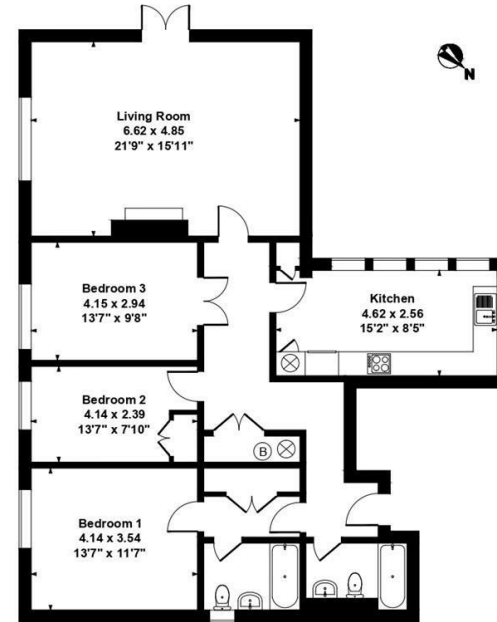 N
Living Room
6.62 x 4.85
21'9" x 15'11"
Bedroom 3
4.15 x 2.94
13'7" x 9'8"
Kitchen
4.62 x 2.56
15'2" x 8'5"
Bedroom 2
4.14 x 2.39
13'7" x 7'10"
B
Bedroom 1
4.14 x 3.54
13'7" x 11'7"